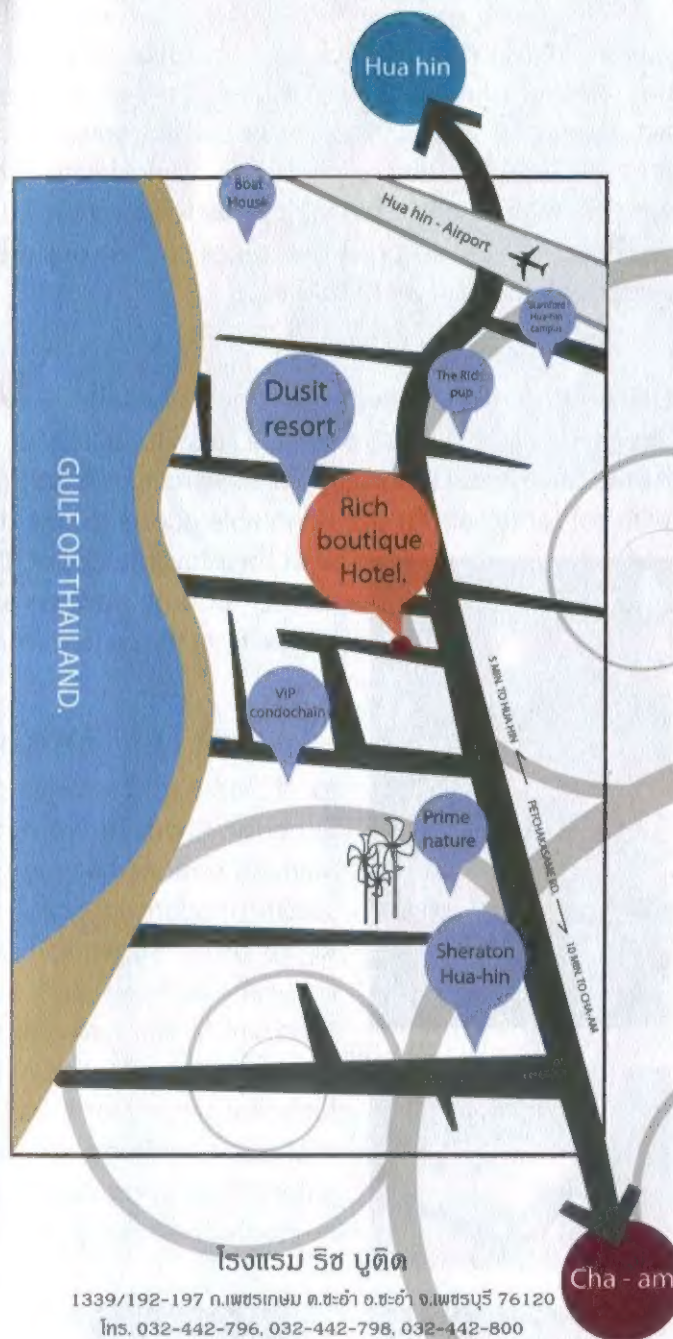 Hua hin
Boat
House
Hua hin - Airport
Stamford
Hua-hin
campus
The Rich
pup
Dusit
resort
Rich
boutique
Hotel.
GULF OF THAILAND.
VIP
condochain
5 MIN. TO HUA HIN
PETCHAKASAME RD.
10 MIN. TO CHA-AM
Prime
nature
Sheraton
Hua-hin
Cha - am
โรงแรม ริช บูติด
1339/192-197 ถ.เพชรเกษม ต.ชะอำ อ.ชะอำ จ.เพชรบุรี 76120
โทร. 032-442-796, 032-442-798, 032-442-800